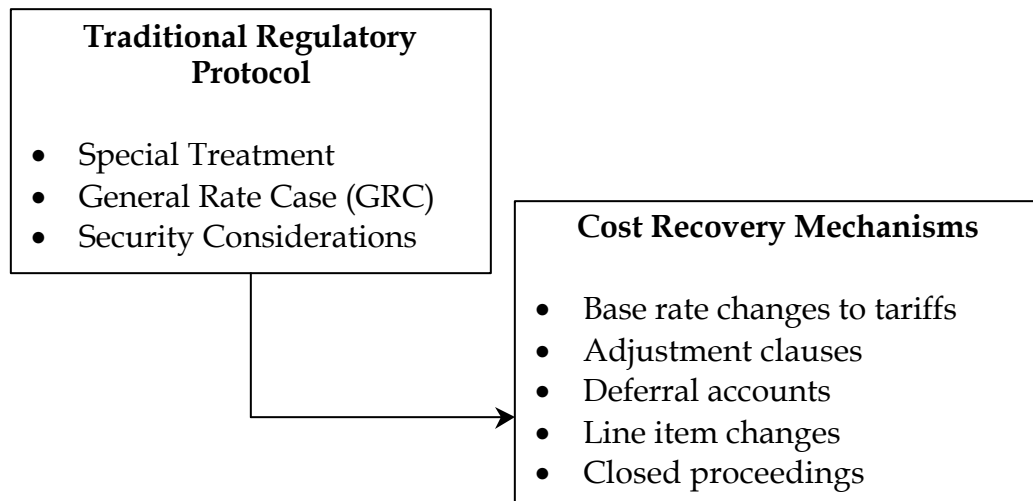 Traditional Regulatory
Protocol
• Special Treatment
• General Rate Case (GRC)
• Security Considerations
Cost Recovery Mechanisms
• Base rate changes to tariffs
• Adjustment clauses
• Deferral accounts
• Line item changes
• Closed proceedings